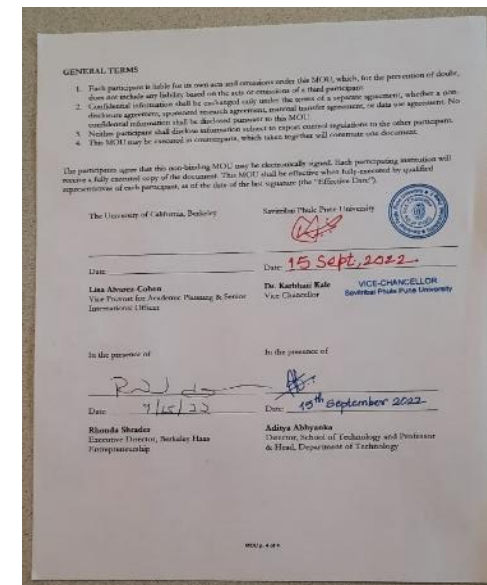 GENERAL TERMS
1. Each participant is liable for its own acts and omissions under this MOU, which, for the prevention of doubt,
does not include any liability based on the acts or omissions of a third participant.
2. Confidential information shall be exchanged only under the terms of a separate agreement, whether a non-
disclosure agreement, sponsored research agreement, material transfer agreement, or data use agreement. No
confidential information shall be disclosed pursuant to this MOU.
3. Neither participant shall disclose information subject to export control regulations to the other participant.
4. This MOU may be executed in counterparts, which taken together will constitute one document.
The participants agree that this non-binding MOU may be electronically signed. Each participating institution will
receive a fully executed copy of the document. This MOU shall be effective when fully executed by qualified
representatives of each participant, as of the date of the last signature (the "Effective Date").
The University of California, Berkeley
Savitribai Phule Pune University
Date:
Date: 15 Sept, 2022
Lisa Alvarez-Cohen
Vice Provost for Academic Planning & Senior
International Officer
Dr. Karbhari Kale
Vice Chancellor
VICE-CHANCELLOR
Savitribai Phule Pune University
In the presence of
In the presence of
Date: 9/15/22
Date: 15th September 2022
Rhonda Shrader
Executive Director, Berkeley Haas
Entrepreneurship
Aditya Abhyankar
Director, School of Technology and Professor
& Head, Department of Technology
MOU p. 4 of 4